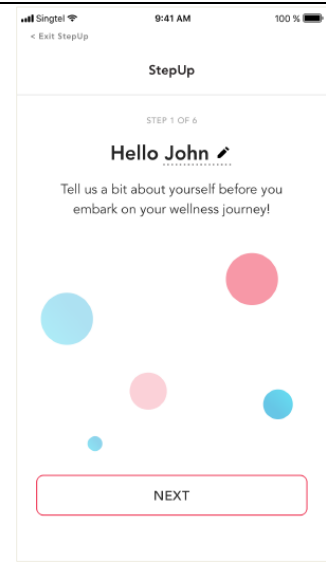 Singtel 9:41 AM 100 %
< Exit StepUp
StepUp
STEP 1 OF 6
Hello John
Tell us a bit about yourself before you
embark on your wellness journey!
NEXT